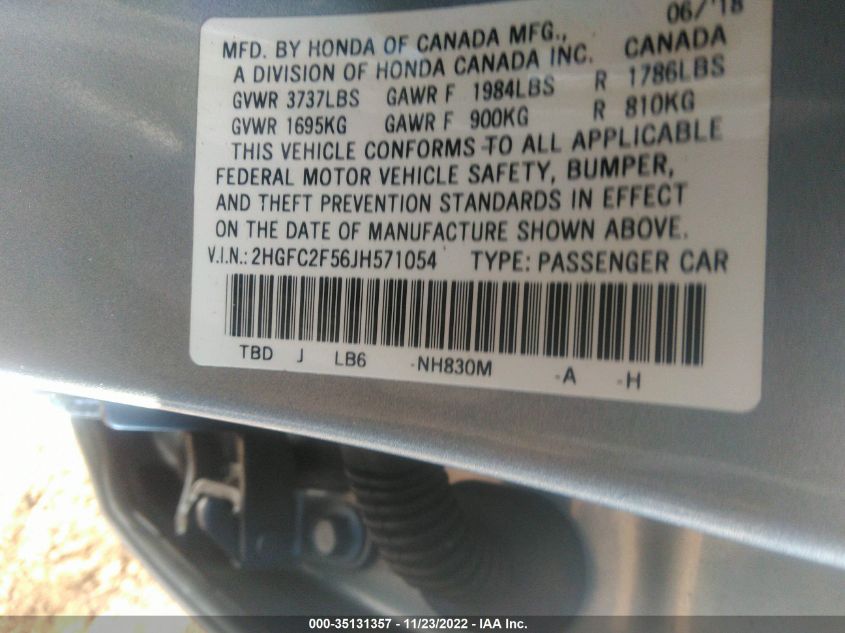 06/'18
MFD. BY HONDA OF CANADA MFG., CANADA
A DIVISION OF HONDA CANADA INC.
GVWR 3737LBS GAWR F 1984LBS R 1786LBS
GVWR 1695KG GAWR F 900KG R 810KG
THIS VEHICLE CONFORMS TO ALL APPLICABLE
FEDERAL MOTOR VEHICLE SAFETY, BUMPER,
AND THEFT PREVENTION STANDARDS IN EFFECT
ON THE DATE OF MANUFACTURE SHOWN ABOVE.
V.I.N.: 2HGFC2F56JH571054 TYPE: PASSENGER CAR
TBD J LB6 -NH830M -A -H
000-35131357 - 11/23/2022 - IAA Inc.